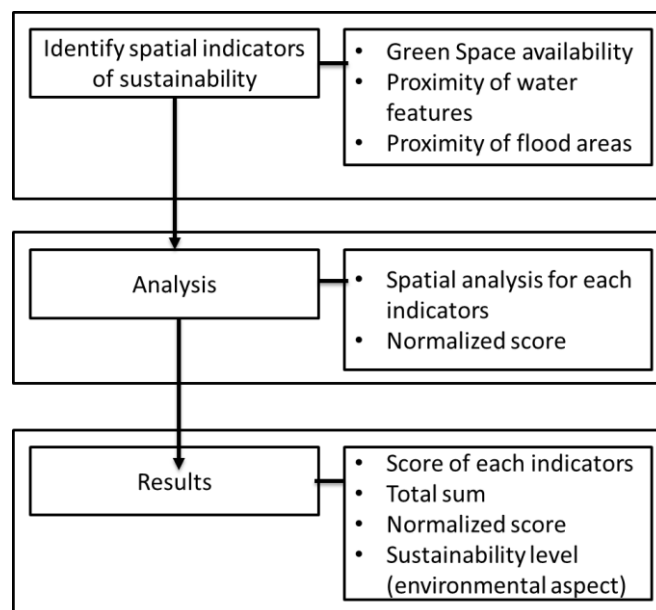 Identify spatial indicators
of sustainability
• Green Space availability
• Proximity of water
features
• Proximity of flood areas
Analysis
• Spatial analysis for each
indicators
• Normalized score
Results
• Score of each indicators
• Total sum
• Normalized score
• Sustainability level
(environmental aspect)